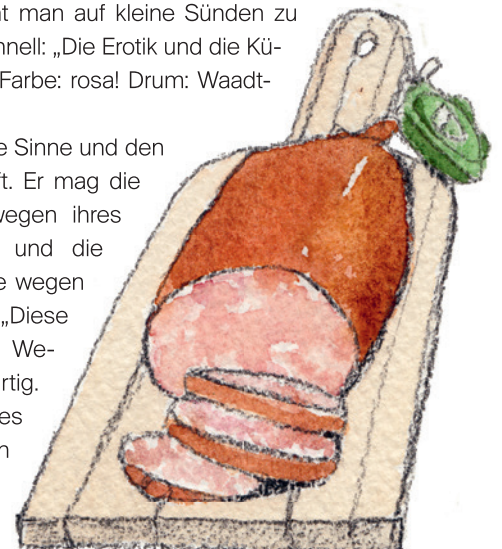 t man auf kleine Sünden zu
nell: „Die Erotik und die Kü-
Farbe: rosa! Drum: Waadt-
e Sinne und den
ft. Er mag die
wegen ihres
und die
e wegen
„Diese
We-
rtig.
es
n